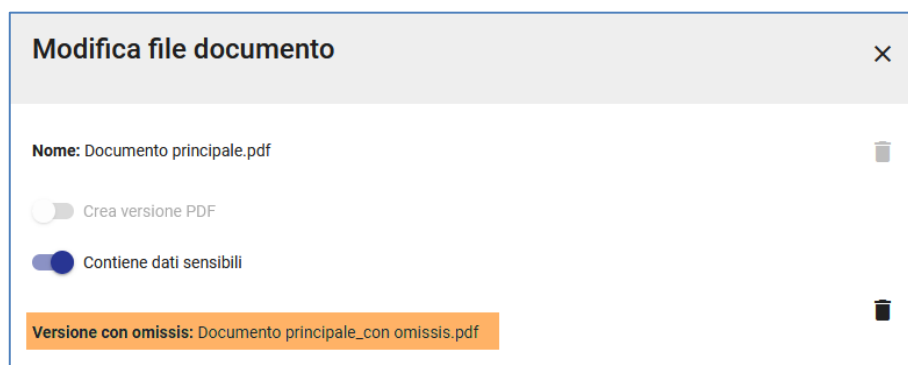 Modifica file documento
Nome: Documento principale.pdf
Crea versione PDF
Contiene dati sensibili
Versione con omissis: Documento principale_con omissis.pdf